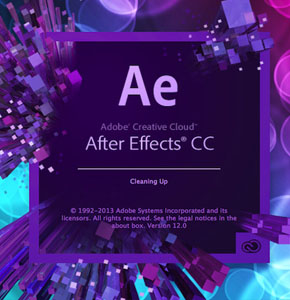 Ae
Adobe® Creative Cloud™
After Effects® CC
Cleaning Up
© 1992-2013 Adobe Systems Incorporated and its
licensors. All rights reserved. See the legal notices in the
about box. Version 12.0